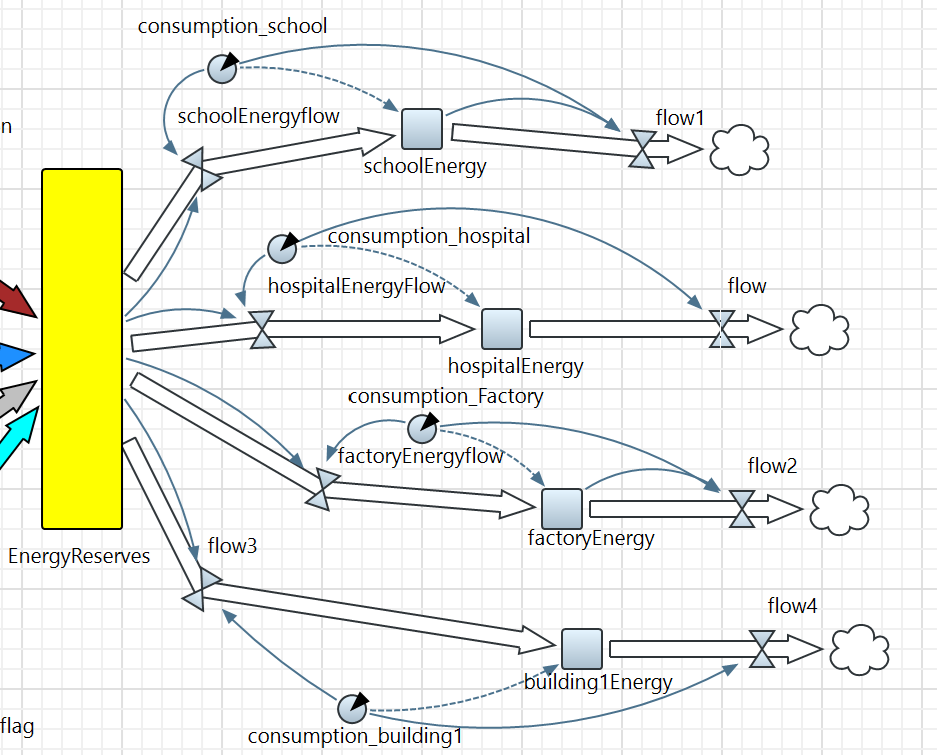 consumption_school
n
schoolEnergyflow
flow1
schoolEnergy
consumption_hospital
hospitalEnergyFlow
flow
hospitalEnergy
consumption_Factory
factoryEnergyflow
flow2
factoryEnergy
EnergyReserves
flow3
flow4
building1Energy
flag
consumption_building1